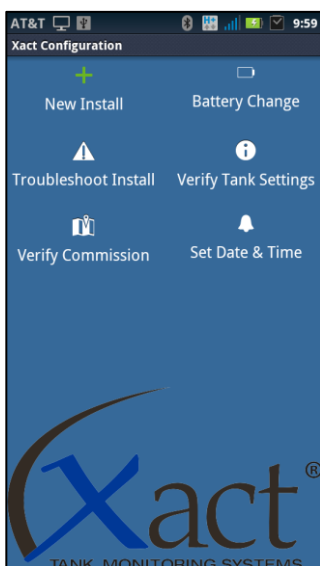 AT&T 9:59
Xact Configuration
New Install Battery Change
Troubleshoot Install Verify Tank Settings
Verify Commission Set Date & Time
Xact®
TANK MONITORING SYSTEMS